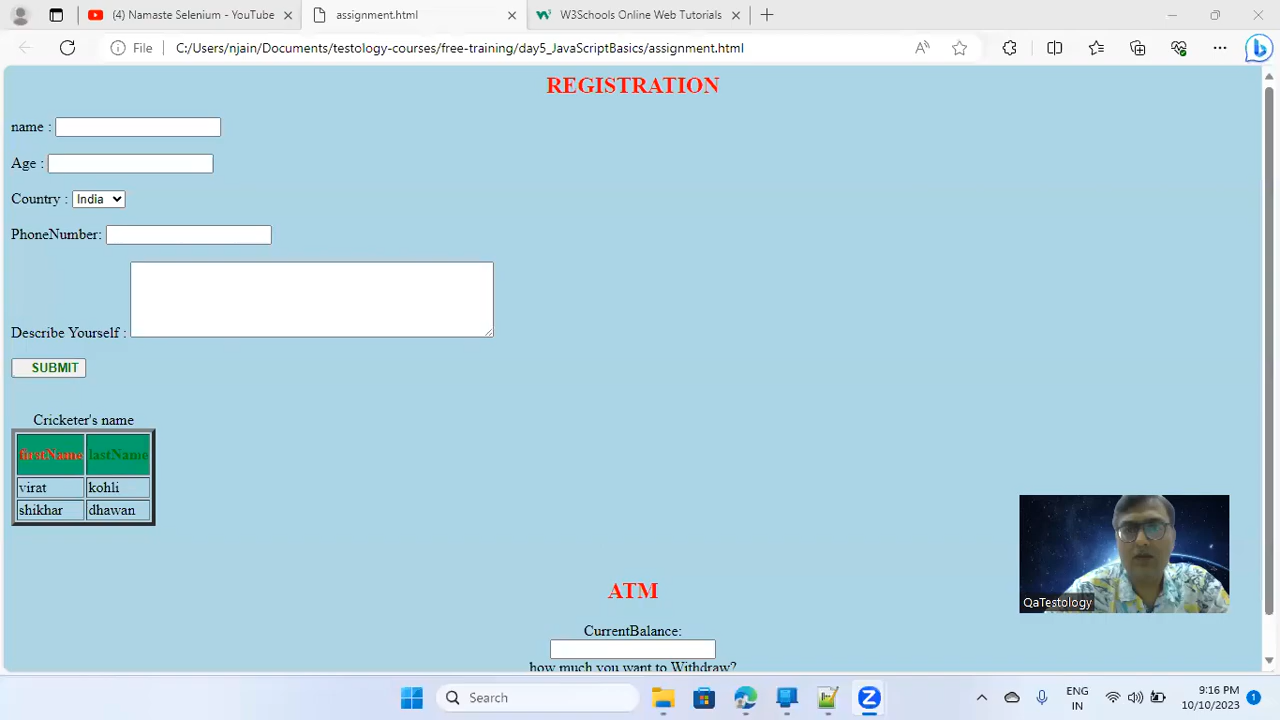 (4) Namaste Selenium - YouTube
assignment.html
W3Schools Online Web Tutorials
File
C:/Users/njain/Documents/testology-courses/free-training/day5_JavaScriptBasics/assignment.html
REGISTRATION
name :
Age :
Country : India
PhoneNumber:
Describe Yourself :
SUBMIT
Cricketer's name
firstName lastName
virat kohli
shikhar dhawan
ATM
CurrentBalance:
how much you want to Withdraw?
QaTestology
Search
ENG
IN
9:16 PM
10/10/2023
1